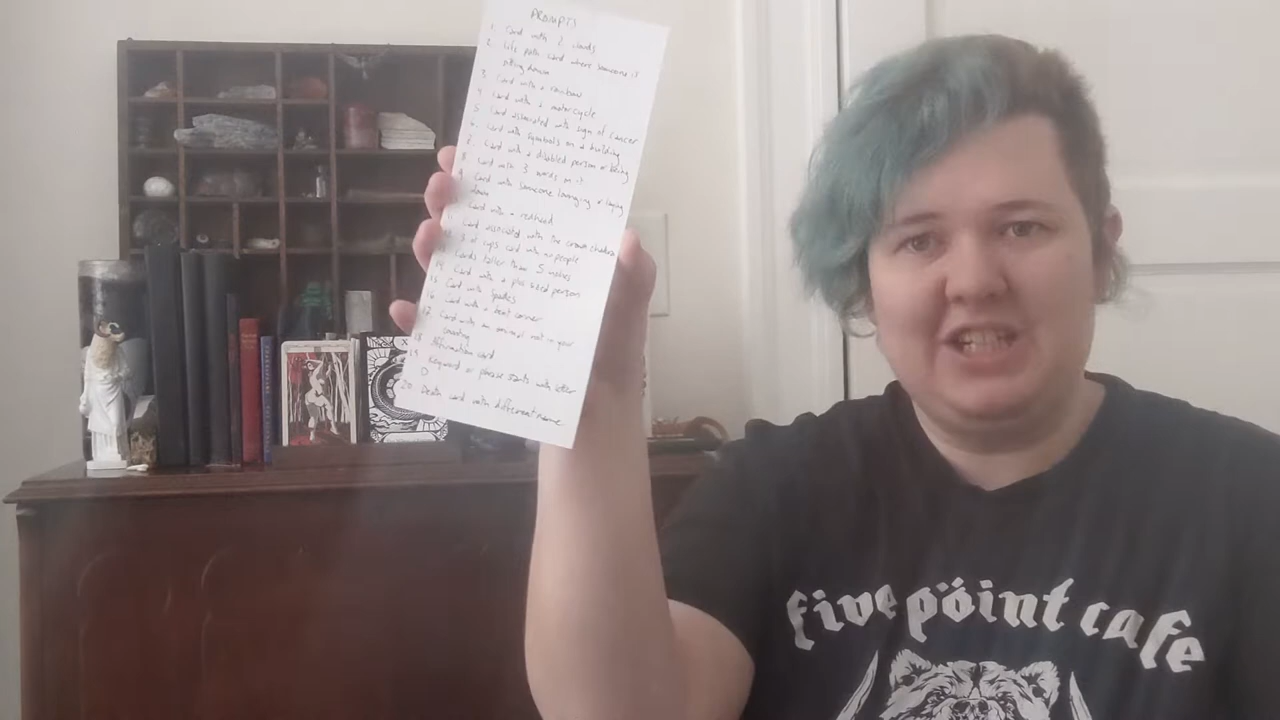 PROMPTS
1. Card with 2 clouds
2. Life path card where someone is
sitting down
3. Card with a rainbow
4. Card with a motorcycle
5. Card associated with sign of cancer
6. Card with symbols on a building
7. Card with a disabled person or being
8. Card with 3 words on it
9. Card with someone lounging or laying
down
Card with a redhead
11. Card associated with the crown chakra
3 of cups card with no people
Cards taller than 5 inches
14. Card with a plus sized person
15. Card with
16. Card with a bent corner
17. Card with an animal not in your
country
18. Affirmation card
19. Keyword or phrase starts with letter
D
20. Death card with different name
five pöint cafe